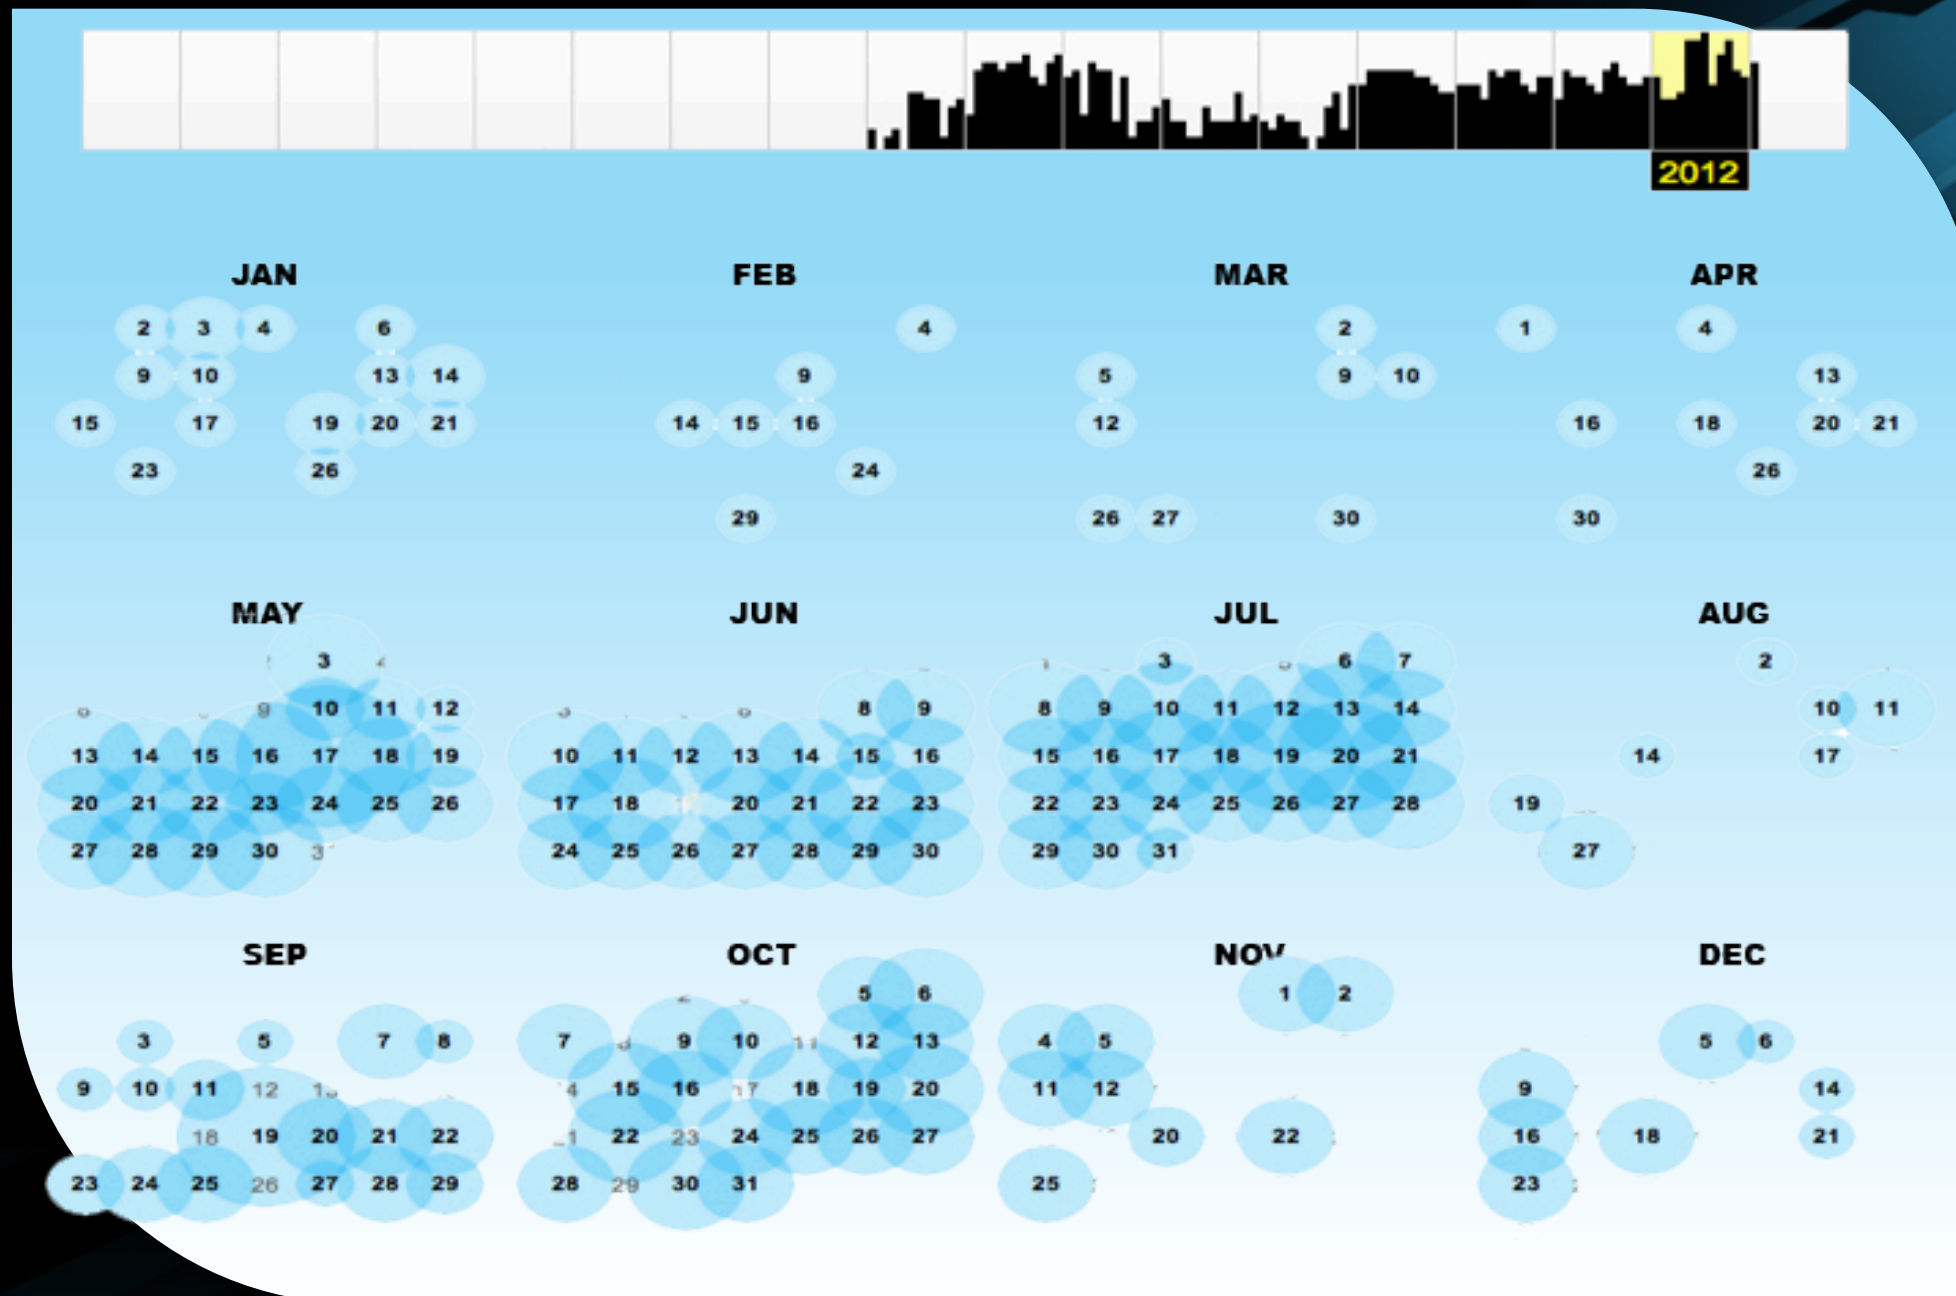 2012
JAN FEB MAR APR
2 3 4 6 4 2 1 4
9 10 13 14 9 5 9 10 13
15 17 19 20 21 14 15 16 12 16 18 20 21
23 26 24 26
29 26 27 30 30
MAY JUN JUL AUG
3 3 6 7 2
9 10 11 12 8 9 8 9 10 11 12 13 14 10 11
13 14 15 16 17 18 19 10 11 12 13 14 15 16 15 16 17 18 19 20 21 14 17
20 21 22 23 24 25 26 17 18 20 21 22 23 22 23 24 25 26 27 28 19
27 28 29 30 24 25 26 27 28 29 30 29 30 31 27
SEP OCT NOV DEC
5 6 1 2
3 5 7 8 7 9 10 12 13 4 5 5 6
9 10 11 12 15 16 17 18 19 20 11 12 9 14
18 19 20 21 22 22 23 24 25 26 27 20 22 16 18 21
23 24 25 26 27 28 29 28 29 30 31 25 23